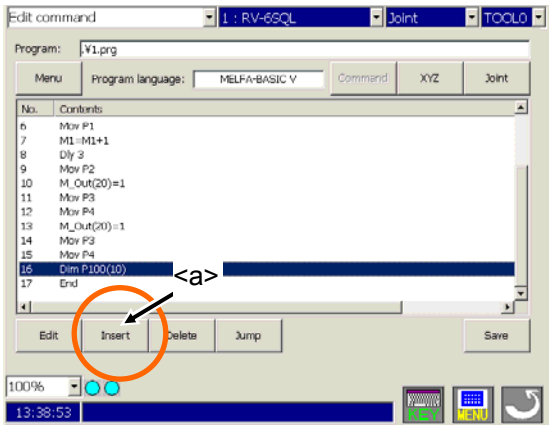 Edit command 1 : RV-6SQL Joint TOOL0
Program: .¥1.prg
Menu Program language: MELFA-BASIC V Command XYZ Joint
No. Contents
6 Mov P1
7 M1=M1+1
8 Dly 3
9 Mov P2
10 M_Out(20)=1
11 Mov P3
12 Mov P4
13 M_Out(20)=1
14 Mov P3
15 Mov P4
16 Dim P100(10)
<a>
17 End
Edit Insert Delete Jump Save
100%
13:38:53 KEY MENU